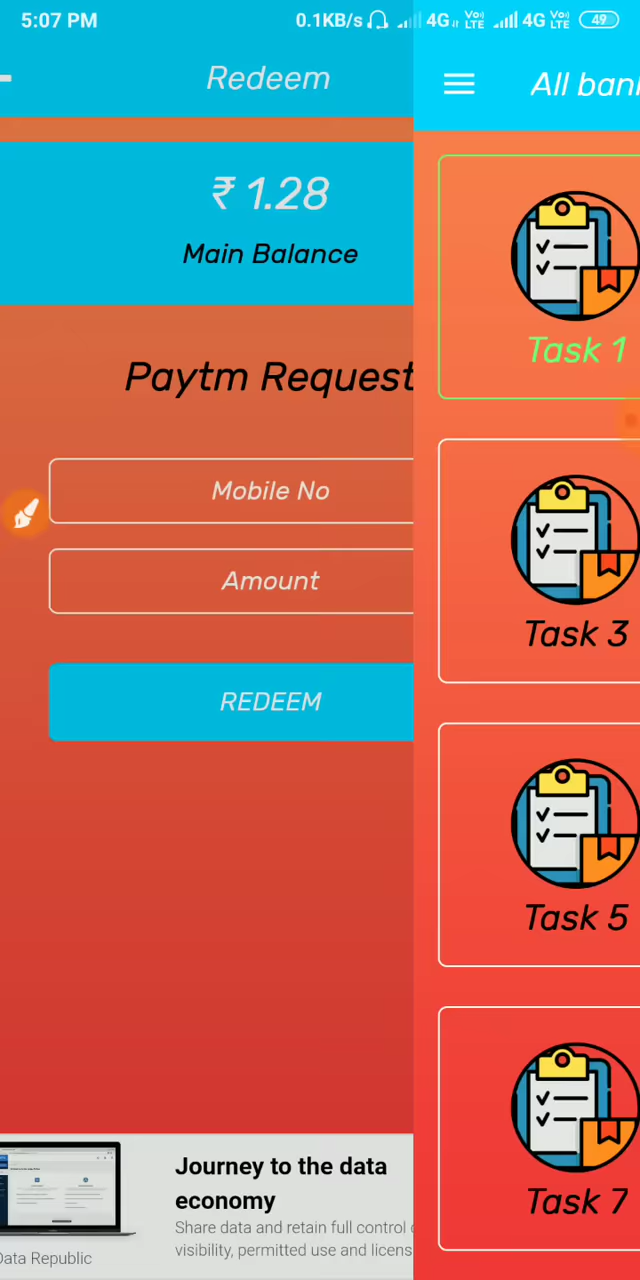 5:07 PM
0.1KB/s 4G Vo) LTE 4G Vo) LTE 49
Redeem
₹ 1.28
Main Balance
Paytm Request
Mobile No
Amount
REDEEM
Journey to the data
economy
Share data and retain full control
visibility, permitted use and licens
Data Republic
All bank
Task 1
Task 3
Task 5
Task 7